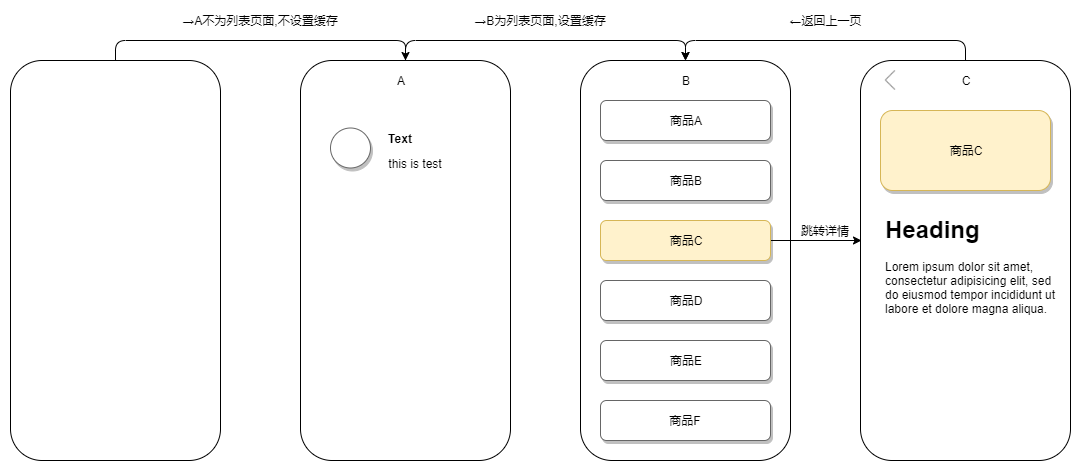 →A不为列表页面,不设置缓存
→B为列表页面,设置缓存
←返回上一页
A
Text
this is test
B
商品A
商品B
商品C
商品D
商品E
商品F
跳转详情
C
商品C
Heading
Lorem ipsum dolor sit amet,
consectetur adipisicing elit, sed
do eiusmod tempor incididunt ut
labore et dolore magna aliqua.